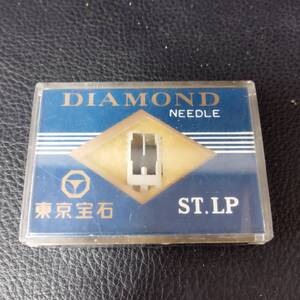 DIAMOND
NEEDLE
東京宝石
ST.LP